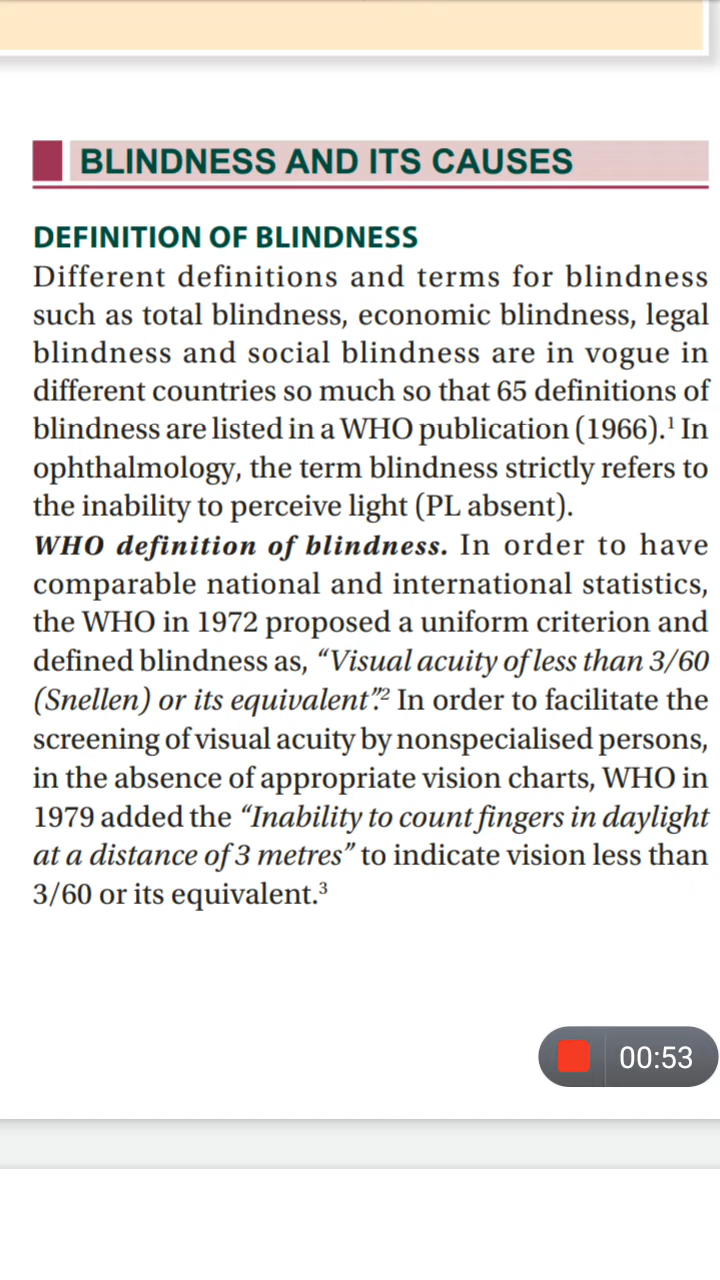 BLINDNESS AND ITS CAUSES
DEFINITION OF BLINDNESS
Different definitions and terms for blindness
such as total blindness, economic blindness, legal
blindness and social blindness are in vogue in
different countries so much so that 65 definitions of
blindness are listed in a WHO publication (1966).¹ In
ophthalmology, the term blindness strictly refers to
the inability to perceive light (PL absent).
WHO definition of blindness. In order to have
comparable national and international statistics,
the WHO in 1972 proposed a uniform criterion and
defined blindness as, “Visual acuity of less than 3/60
(Snellen) or its equivalent”.² In order to facilitate the
screening of visual acuity by nonspecialised persons,
in the absence of appropriate vision charts, WHO in
1979 added the “Inability to count fingers in daylight
at a distance of 3 metres” to indicate vision less than
3/60 or its equivalent.³
00:53